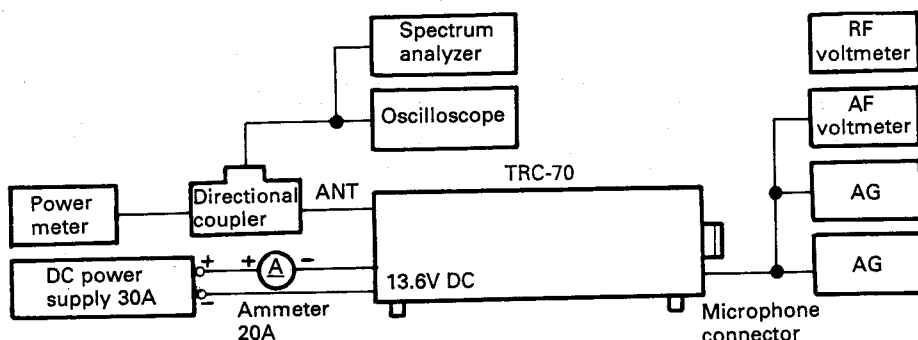 Spectrum
analyzer
RF
voltmeter
Oscilloscope
AF
voltmeter
TRC-70
Power
meter
Directional
coupler
ANT
AG
DC power
supply 30A
+
−
+
A
−
13.6V DC
AG
Ammeter
20A
Microphone
connector